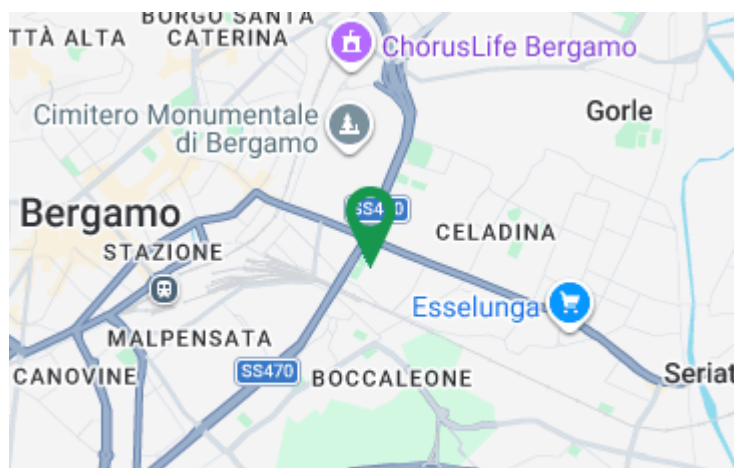 BORGO SANTA
CATERINA
TTÀ ALTA
ChorusLife Bergamo
Gorle
Cimitero Monumentale
di Bergamo
Bergamo
CELADINA
STAZIONE
Esselunga
MALPENSATA
SS470
CANOVINE
BOCCALEONE
Seriat